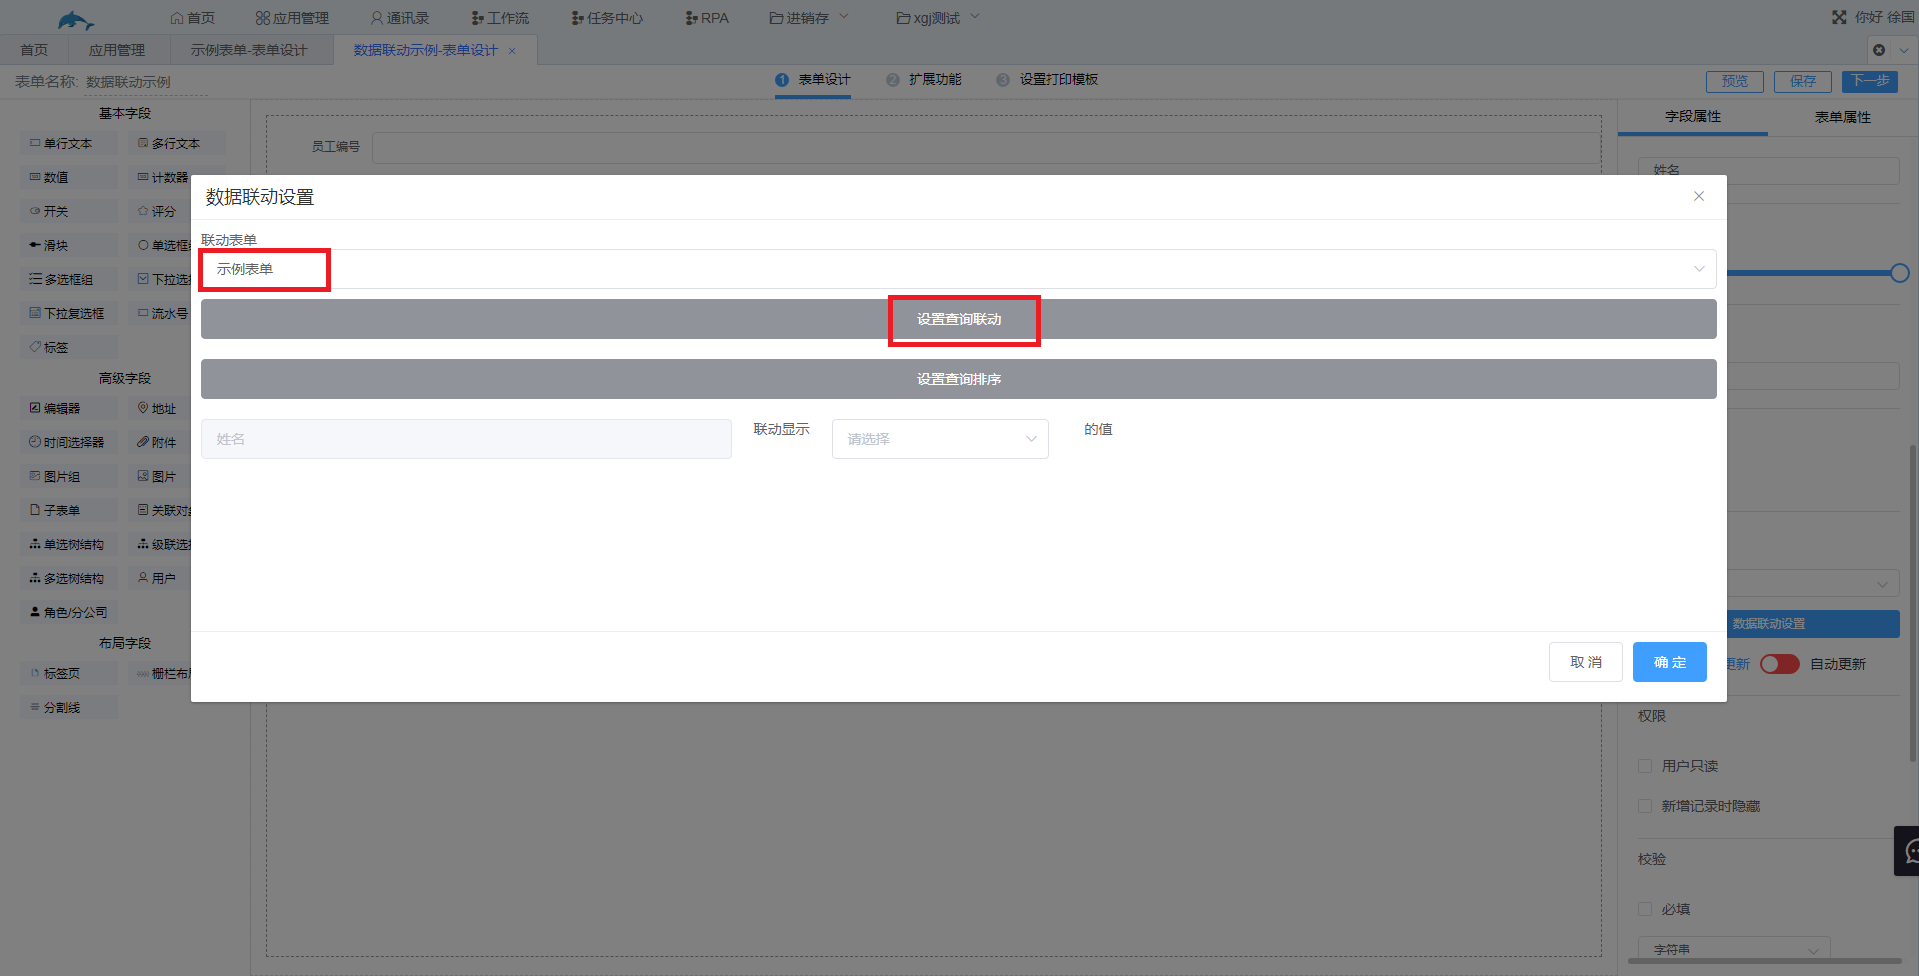 首页 应用管理 通讯录 工作流 任务中心 RPA 进销存 xgj测试 你好 徐国
首页 应用管理 示例表单-表单设计 数据联动示例-表单设计
表单名称: 数据联动示例 1 表单设计 2 扩展功能 3 设置打印模板 预览 保存 下一步
基本字段
单行文本 多行文本
数值 计数器
开关 评分
滑块 单选框
多选框组 下拉选
下拉复选框 流水号
标签
高级字段
编辑器 地址
时间选择器 附件
图片组 图片
子表单 关联对
单选树结构 级联选
多选树结构 用户
角色/分公司
布局字段
标签页 栅栏布
分割线
员工编号
数据联动设置
联动表单
示例表单
设置查询联动
设置查询排序
姓名 联动显示 请选择 的值
取 消 确 定
字段属性 表单属性
姓名
数据联动设置
更新 自动更新
权限
用户只读
新增记录时隐藏
校验
必填
字符串